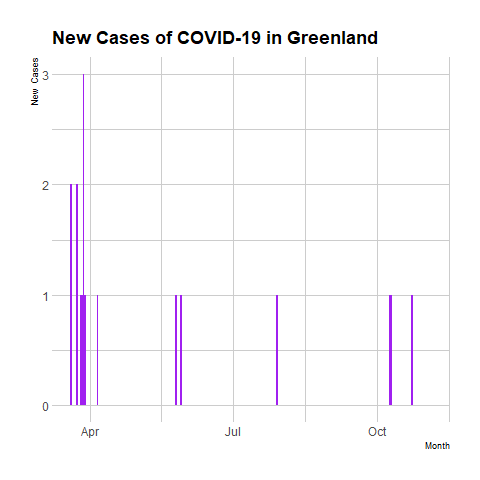 New Cases of COVID-19 in Greenland
New Cases
3
2
1
0
Apr Jul Oct
Month